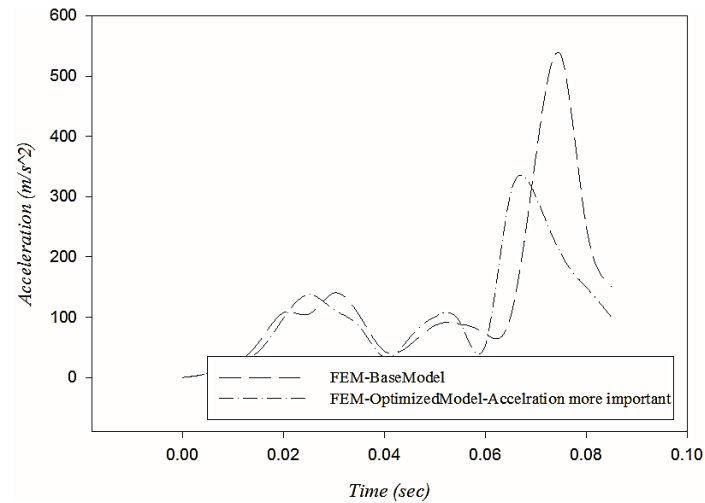 600
500
400
300
200
100
0
Acceleration (m/s^2)
FEM-BaseModel
FEM-OptimizedModel-Accelration more important
0.00 0.02 0.04 0.06 0.08 0.10
Time (sec)